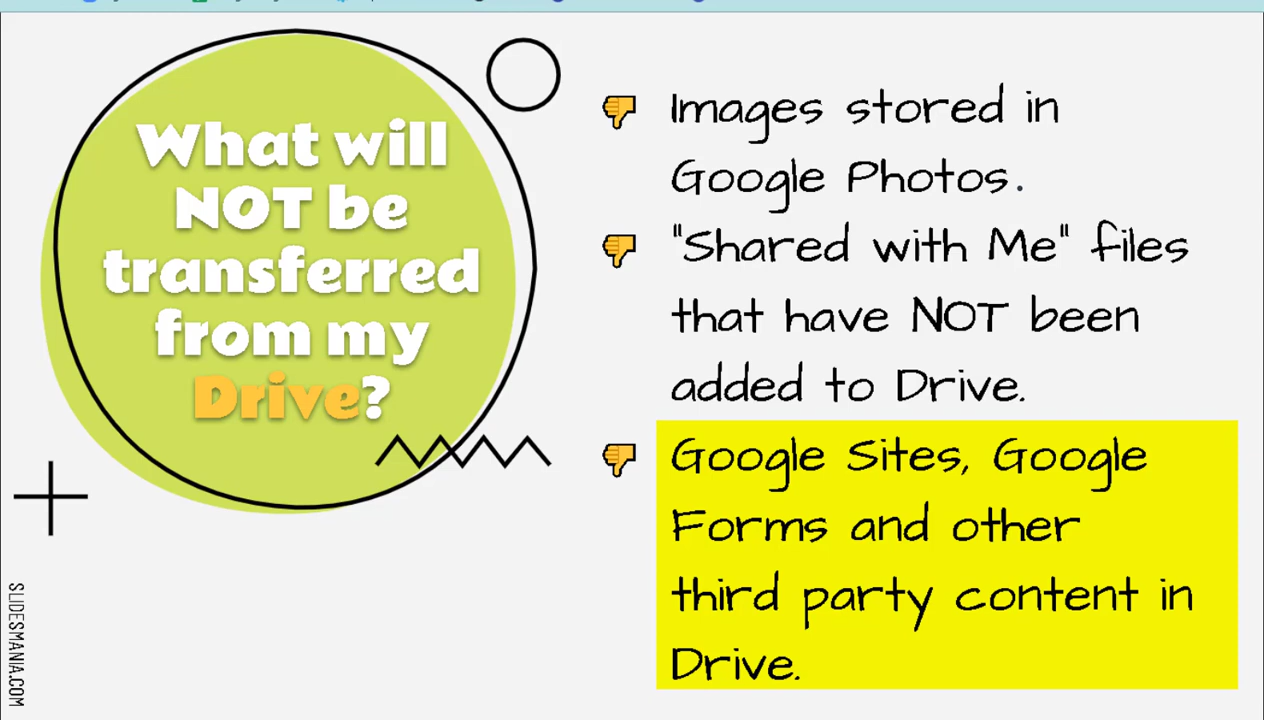 What will
NOT be
transferred
from my
Drive?
Images stored in
Google Photos.
"Shared with Me" files
that have NOT been
added to Drive.
Google Sites, Google
Forms and other
third party content in
Drive.
SLIDESMANIA.COM